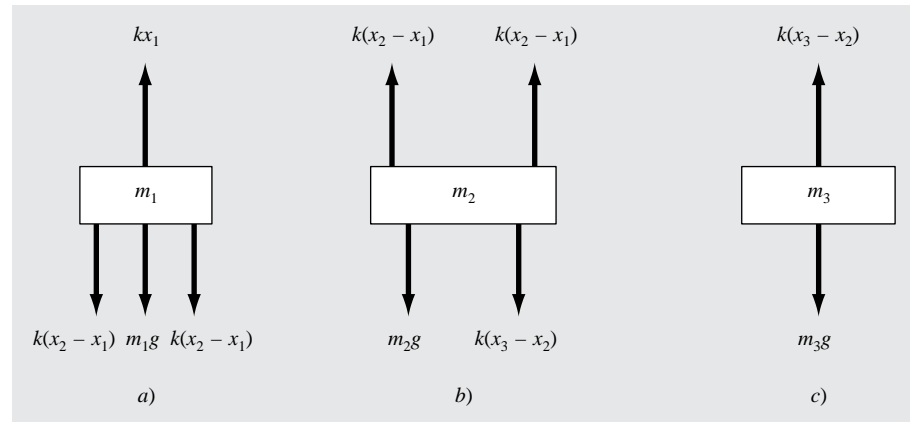 kx₁
k(x₂ – x₁) k(x₂ – x₁)
k(x₃ – x₂)
m₁
m₂
m₃
k(x₂ – x₁) m₁g k(x₂ – x₁)
m₂g k(x₃ – x₂)
m₃g
a)
b)
c)